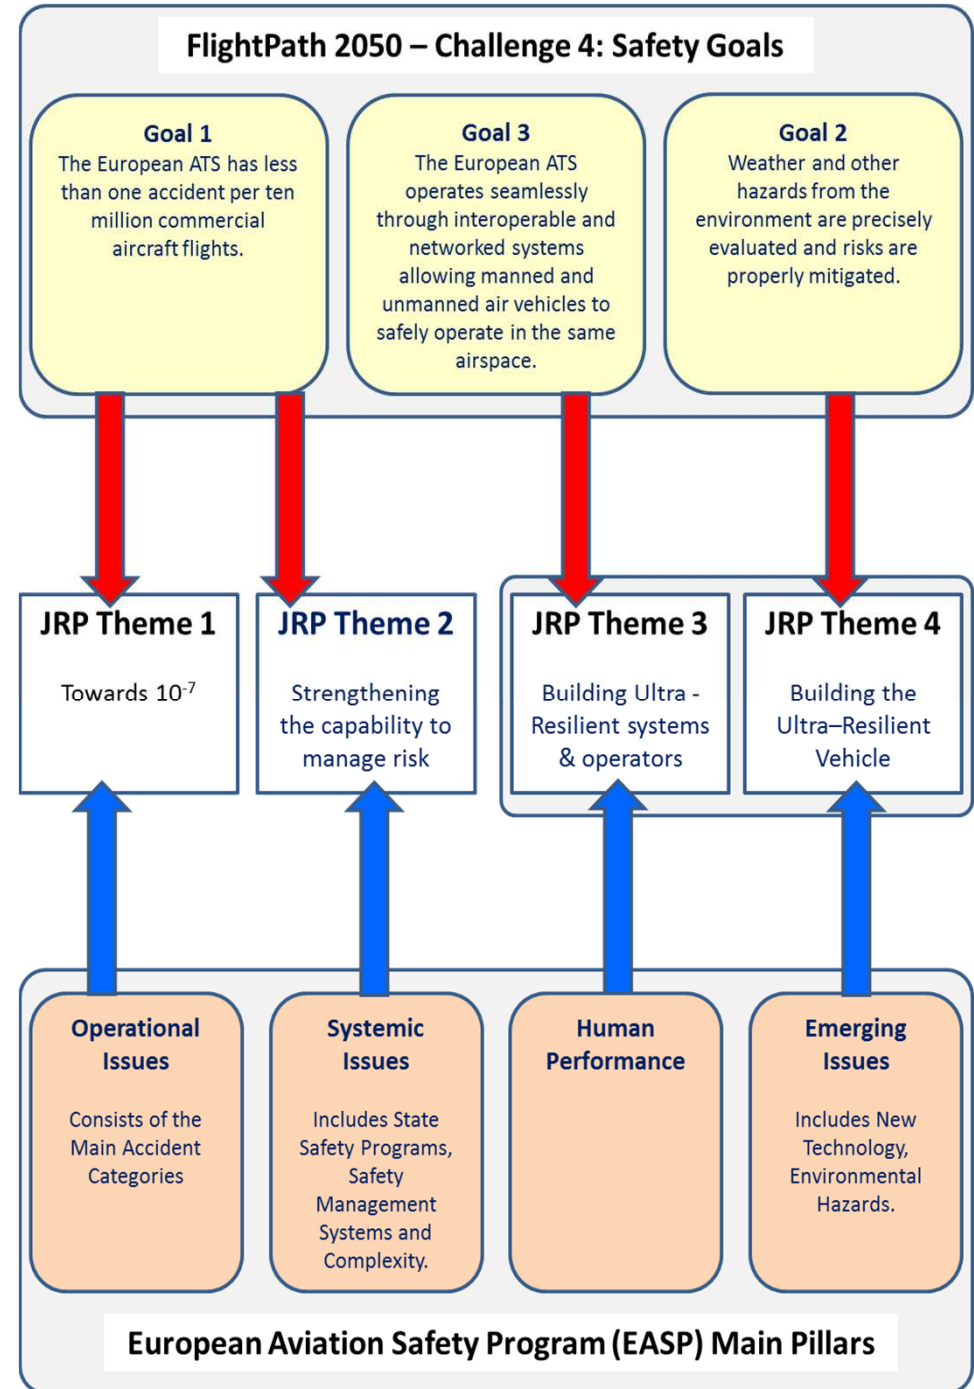 FlightPath 2050 – Challenge 4: Safety Goals
Goal 1
The European ATS has less
than one accident per ten
million commercial
aircraft flights.
Goal 3
The European ATS
operates seamlessly
through interoperable and
networked systems
allowing manned and
unmanned air vehicles to
safely operate in the same
airspace.
Goal 2
Weather and other
hazards from the
environment are precisely
evaluated and risks are
properly mitigated.
JRP Theme 1
Towards 10⁻⁷
JRP Theme 2
Strengthening
the capability to
manage risk
JRP Theme 3
Building Ultra -
Resilient systems
& operators
JRP Theme 4
Building the
Ultra–Resilient
Vehicle
Operational
Issues
Consists of the
Main Accident
Categories
Systemic
Issues
Includes State
Safety Programs,
Safety
Management
Systems and
Complexity.
Human
Performance
Emerging
Issues
Includes New
Technology,
Environmental
Hazards.
European Aviation Safety Program (EASP) Main Pillars